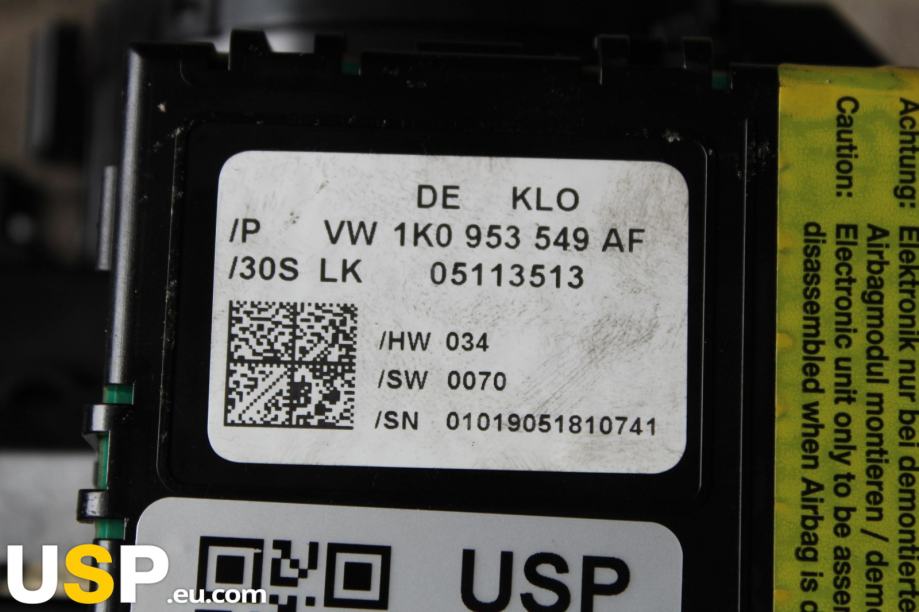 DE KLO
/P VW 1K0 953 549 AF
/30S LK 05113513
/HW 034
/SW 0070
/SN 01019051810741
USP
USP.eu.com
Achtung: Elektronik nur bei demontierte
Airbagmodul montieren / dem
Caution: Electronic unit only to be asse
disassembled when Airbag is